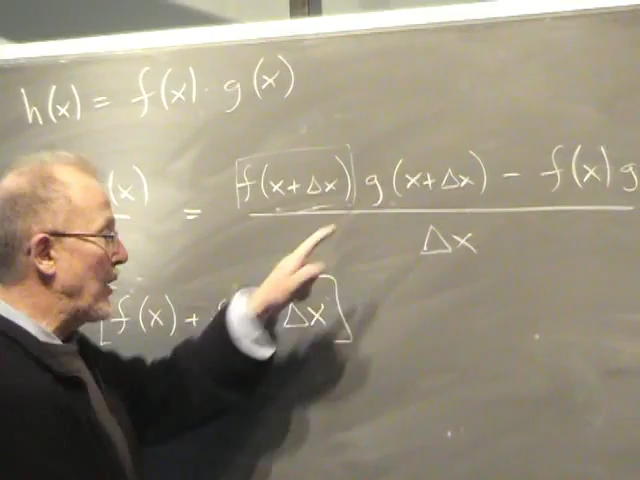 h(x) = f(x) · g(x)
(x) = f(x+Δx) g(x+Δx) − f(x) g
Δx
[f(x) + f Δx]